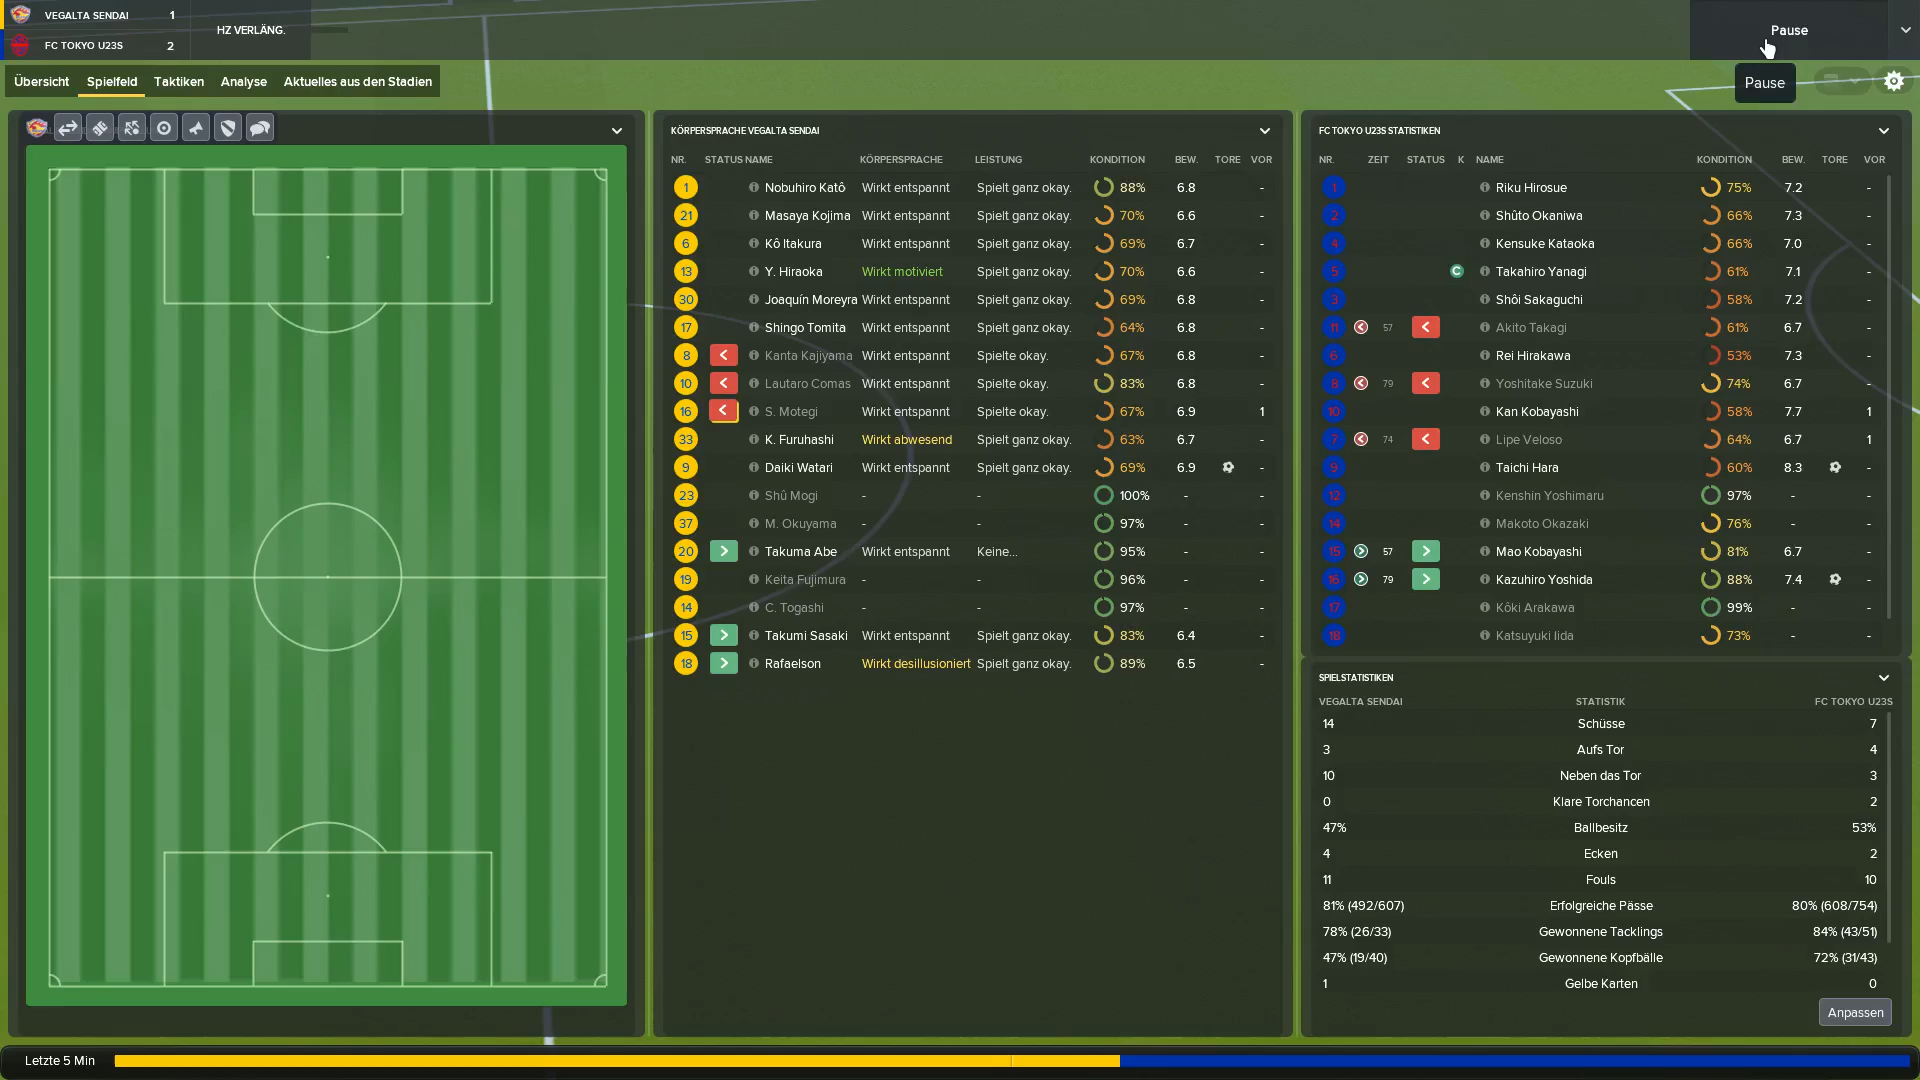 VEGALTA SENDAI 1
FC TOKYO U23S 2
HZ VERLÄNG.
Pause
Pause
Übersicht Spielfeld Taktiken Analyse Aktuelles aus den Stadien
KÖRPERSPRACHE VEGALTA SENDAI
NR. STATUS NAME KÖRPERSPRACHE LEISTUNG KONDITION BEW. TORE VOR
1 Nobuhiro Katô Wirkt entspannt Spielt ganz okay. 88% 6.8 -
21 Masaya Kojima Wirkt entspannt Spielt ganz okay. 70% 6.6 -
6 Kô Itakura Wirkt entspannt Spielt ganz okay. 69% 6.7 -
13 Y. Hiraoka Wirkt motiviert Spielt ganz okay. 70% 6.6 -
30 Joaquín Moreyra Wirkt entspannt Spielt ganz okay. 69% 6.8 -
17 Shingo Tomita Wirkt entspannt Spielt ganz okay. 64% 6.8 -
8 Kanta Kajiyama Wirkt entspannt Spielte okay. 67% 6.8 -
10 Lautaro Comas Wirkt entspannt Spielte okay. 83% 6.8 -
16 S. Motegi Wirkt entspannt Spielte okay. 67% 6.9 1
33 K. Furuhashi Wirkt abwesend Spielt ganz okay. 63% 6.7 -
9 Daiki Watari Wirkt entspannt Spielt ganz okay. 69% 6.9 -
23 Shû Mogi - - 100% - -
37 M. Okuyama - - 97% - -
20 Takuma Abe Wirkt entspannt Keine... 95% - -
19 Keita Fujimura - - 96% - -
14 C. Togashi - - 97% - -
15 Takumi Sasaki Wirkt entspannt Spielt ganz okay. 83% 6.4 -
18 Rafaelson Wirkt desillusioniert Spielt ganz okay. 89% 6.5 -
FC TOKYO U23S STATISTIKEN
NR. ZEIT STATUS K NAME KONDITION BEW. TORE VOR
1 Riku Hirosue 75% 7.2 -
2 Shûto Okaniwa 66% 7.3 -
4 Kensuke Kataoka 66% 7.0 -
5 C Takahiro Yanagi 61% 7.1 -
3 Shôi Sakaguchi 58% 7.2 -
11 57 Akito Takagi 61% 6.7 -
6 Rei Hirakawa 53% 7.3 -
8 79 Yoshitake Suzuki 74% 6.7 -
10 Kan Kobayashi 58% 7.7 1
7 74 Lipe Veloso 64% 6.7 1
9 Taichi Hara 60% 8.3 -
12 Kenshin Yoshimaru 97% - -
14 Makoto Okazaki 76% - -
15 57 Mao Kobayashi 81% 6.7 -
16 79 Kazuhiro Yoshida 88% 7.4 -
17 Kôki Arakawa 99% - -
18 Katsuyuki Iida 73% - -
SPIELSTATISTIKEN
VEGALTA SENDAI STATISTIK FC TOKYO U23S
14 Schüsse 7
3 Aufs Tor 4
10 Neben das Tor 3
0 Klare Torchancen 2
47% Ballbesitz 53%
4 Ecken 2
11 Fouls 10
81% (492/607) Erfolgreiche Pässe 80% (608/754)
78% (26/33) Gewonnene Tacklings 84% (43/51)
47% (19/40) Gewonnene Kopfbälle 72% (31/43)
1 Gelbe Karten 0
Anpassen
Letzte 5 Min